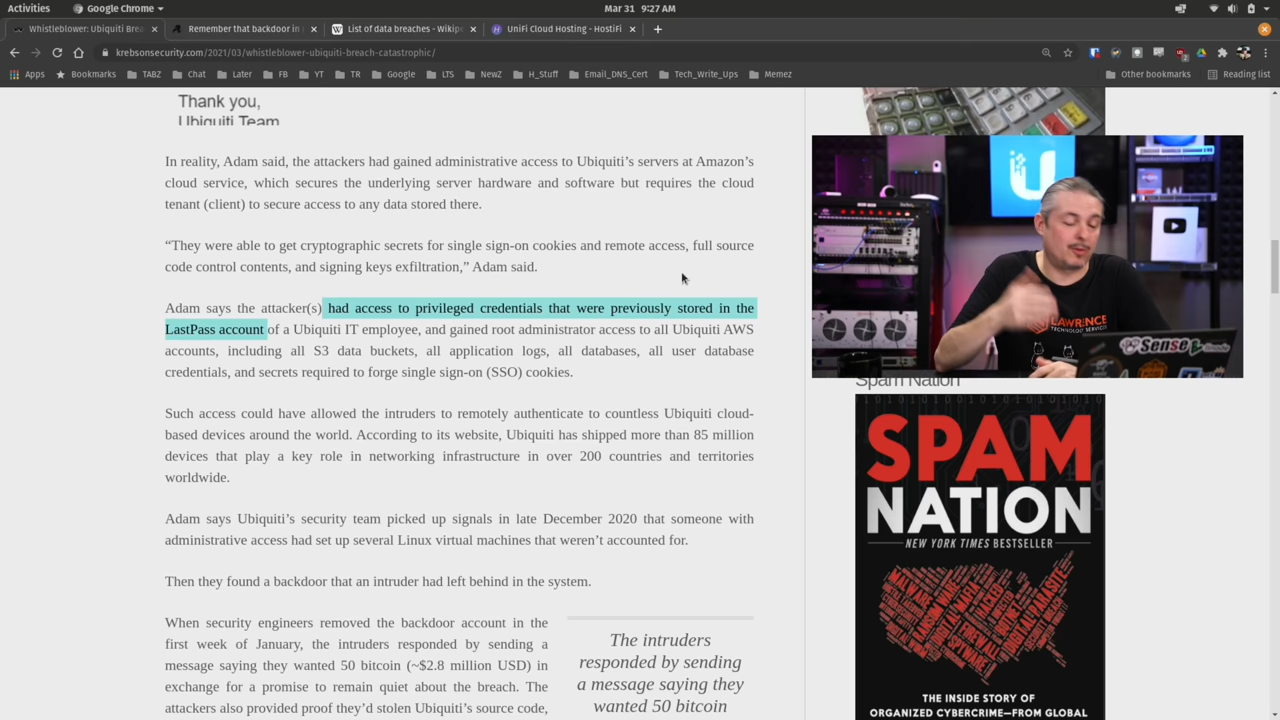 Activities
Google Chrome
Mar 31 9:27 AM
Whistleblower: Ubiquiti Brea
Remember that backdoor in
List of data breaches - Wikip
UniFi Cloud Hosting - HostiFi
krebsonsecurity.com/2021/03/whistleblower-ubiquiti-breach-catastrophic/
Apps
Bookmarks
TABZ
Chat
Later
FB
YT
TR
Google
LTS
NewZ
H_Stuff
Email_DNS_Cert
Tech_Write_Ups
Memez
Other bookmarks
Reading list
Thank you,
Ubiquiti Team
In reality, Adam said, the attackers had gained administrative access to Ubiquiti’s servers at Amazon’s
cloud service, which secures the underlying server hardware and software but requires the cloud
tenant (client) to secure access to any data stored there.
“They were able to get cryptographic secrets for single sign-on cookies and remote access, full source
code control contents, and signing keys exfiltration,” Adam said.
Adam says the attacker(s) had access to privileged credentials that were previously stored in the
LastPass account of a Ubiquiti IT employee, and gained root administrator access to all Ubiquiti AWS
accounts, including all S3 data buckets, all application logs, all databases, all user database
credentials, and secrets required to forge single sign-on (SSO) cookies.
Such access could have allowed the intruders to remotely authenticate to countless Ubiquiti cloud-
based devices around the world. According to its website, Ubiquiti has shipped more than 85 million
devices that play a key role in networking infrastructure in over 200 countries and territories
worldwide.
Adam says Ubiquiti’s security team picked up signals in late December 2020 that someone with
administrative access had set up several Linux virtual machines that weren’t accounted for.
Then they found a backdoor that an intruder had left behind in the system.
When security engineers removed the backdoor account in the
first week of January, the intruders responded by sending a
message saying they wanted 50 bitcoin (~$2.8 million USD) in
exchange for a promise to remain quiet about the breach. The
attackers also provided proof they’d stolen Ubiquiti’s source code,
The intruders
responded by sending
a message saying they
wanted 50 bitcoin
LAWRENCE
TECHNOLOGY SERVICES
Sense
Spam Nation
SPAM
NATION
NEW YORK TIMES BESTSELLER
THE INSIDE STORY OF
ORGANIZED CYBERCRIME—FROM GLOBAL